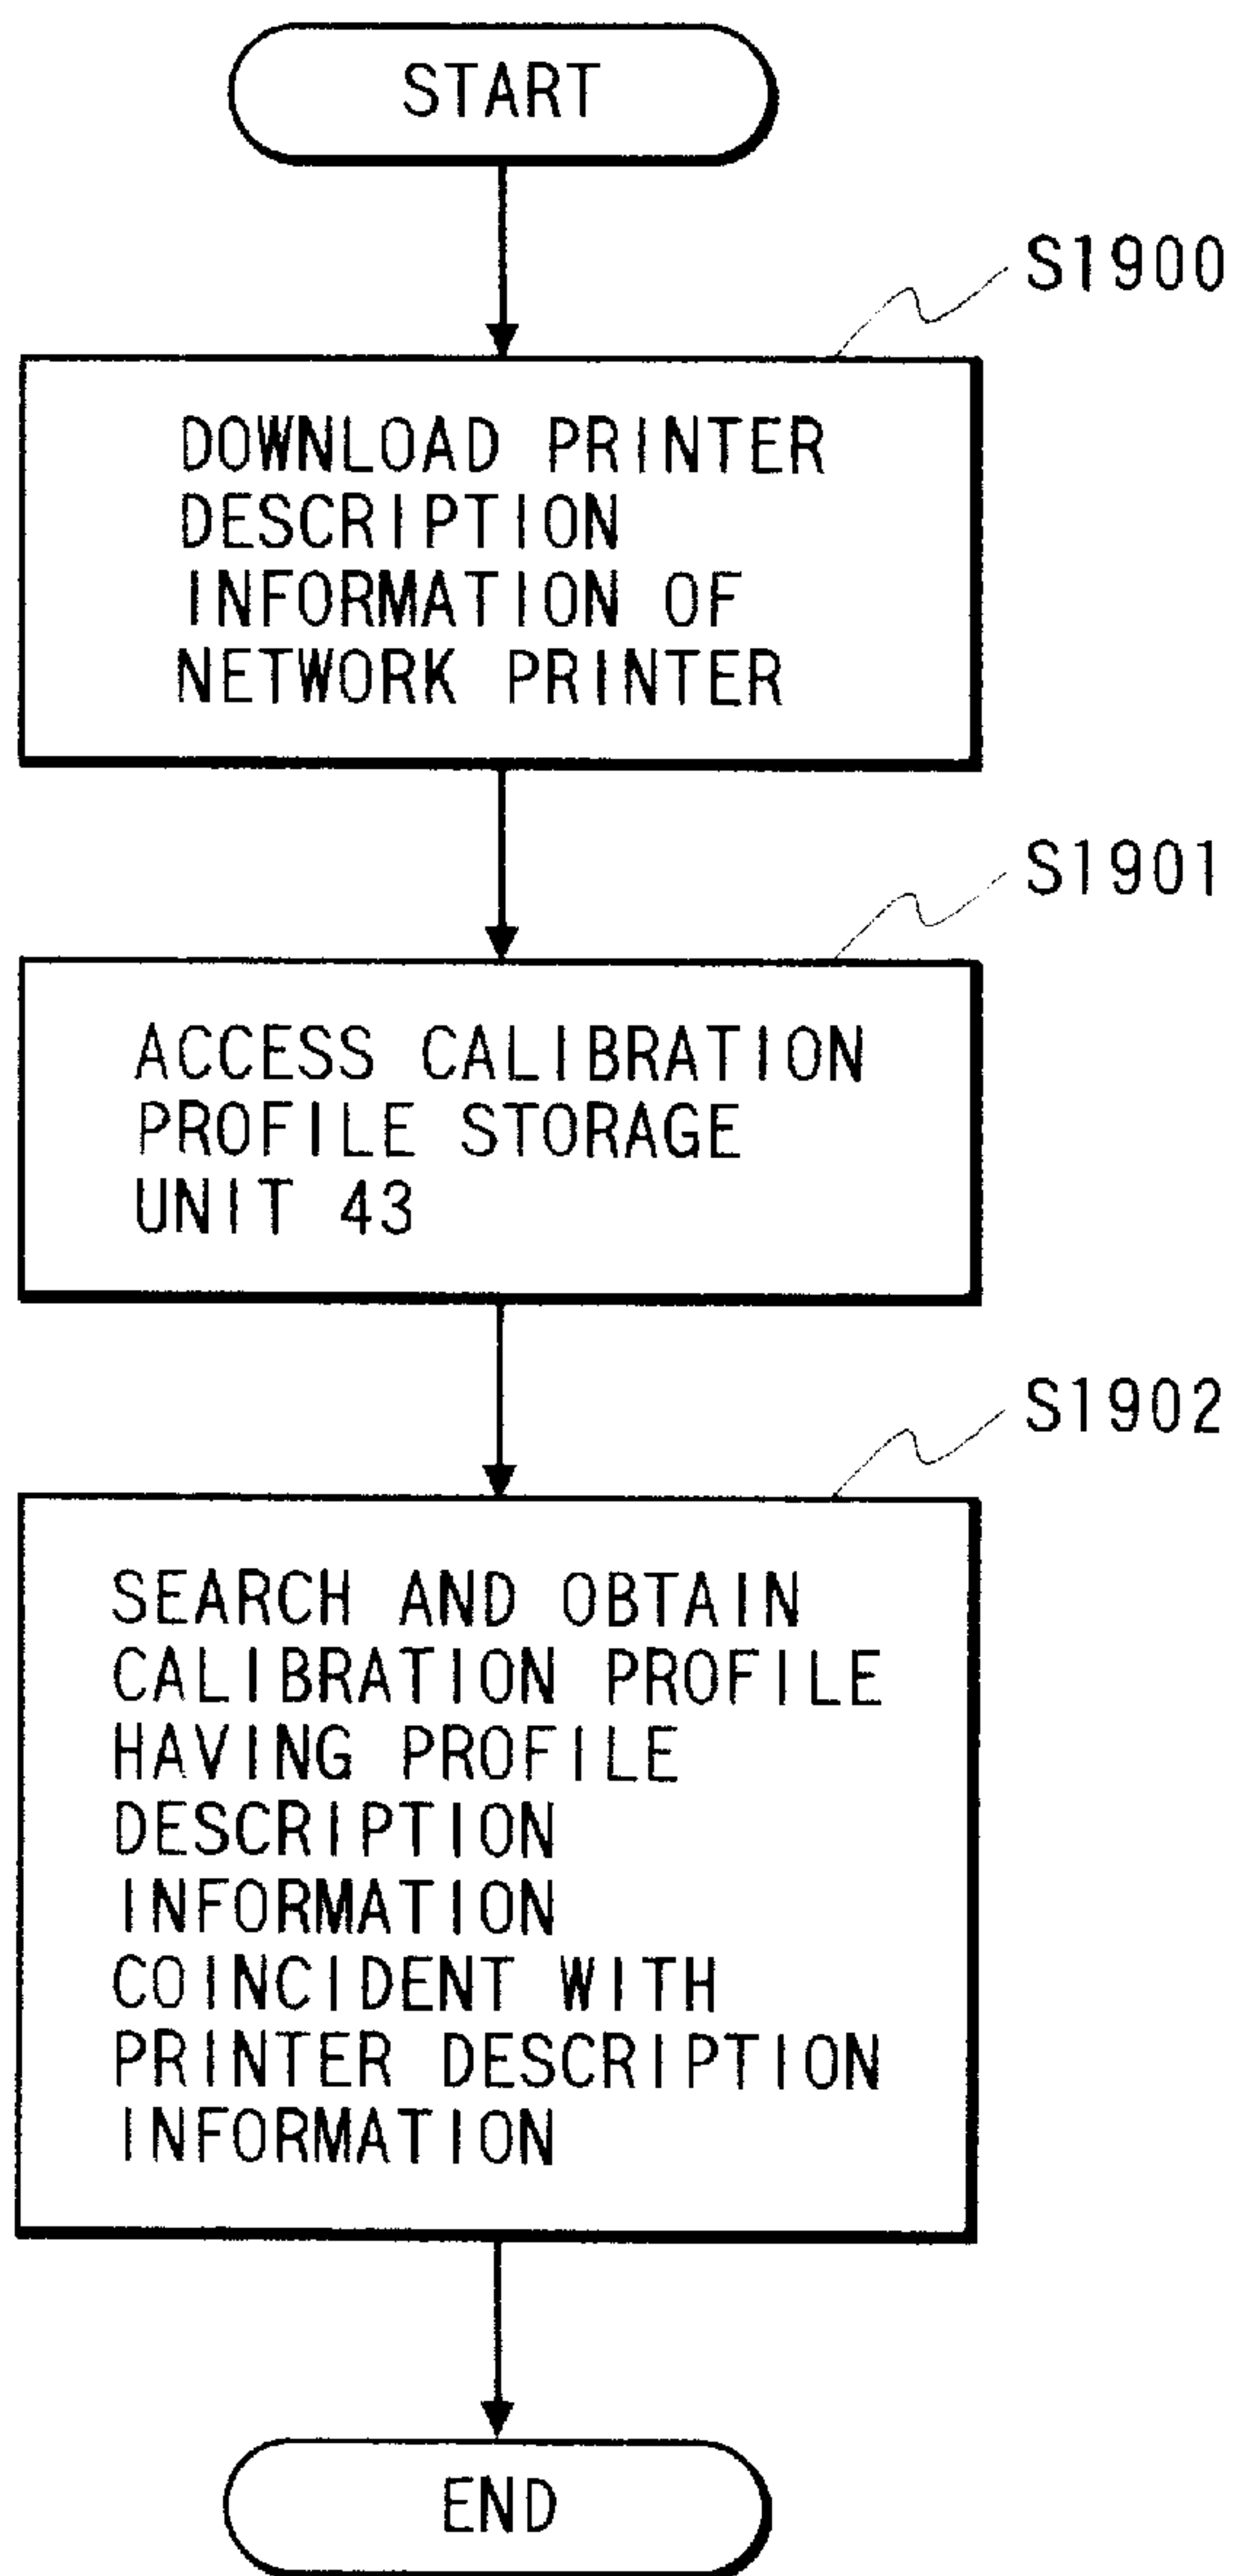 START
S1900
DOWNLOAD PRINTER
DESCRIPTION
INFORMATION OF
NETWORK PRINTER
S1901
ACCESS CALIBRATION
PROFILE STORAGE
UNIT 43
S1902
SEARCH AND OBTAIN
CALIBRATION PROFILE
HAVING PROFILE
DESCRIPTION
INFORMATION
COINCIDENT WITH
PRINTER DESCRIPTION
INFORMATION
END